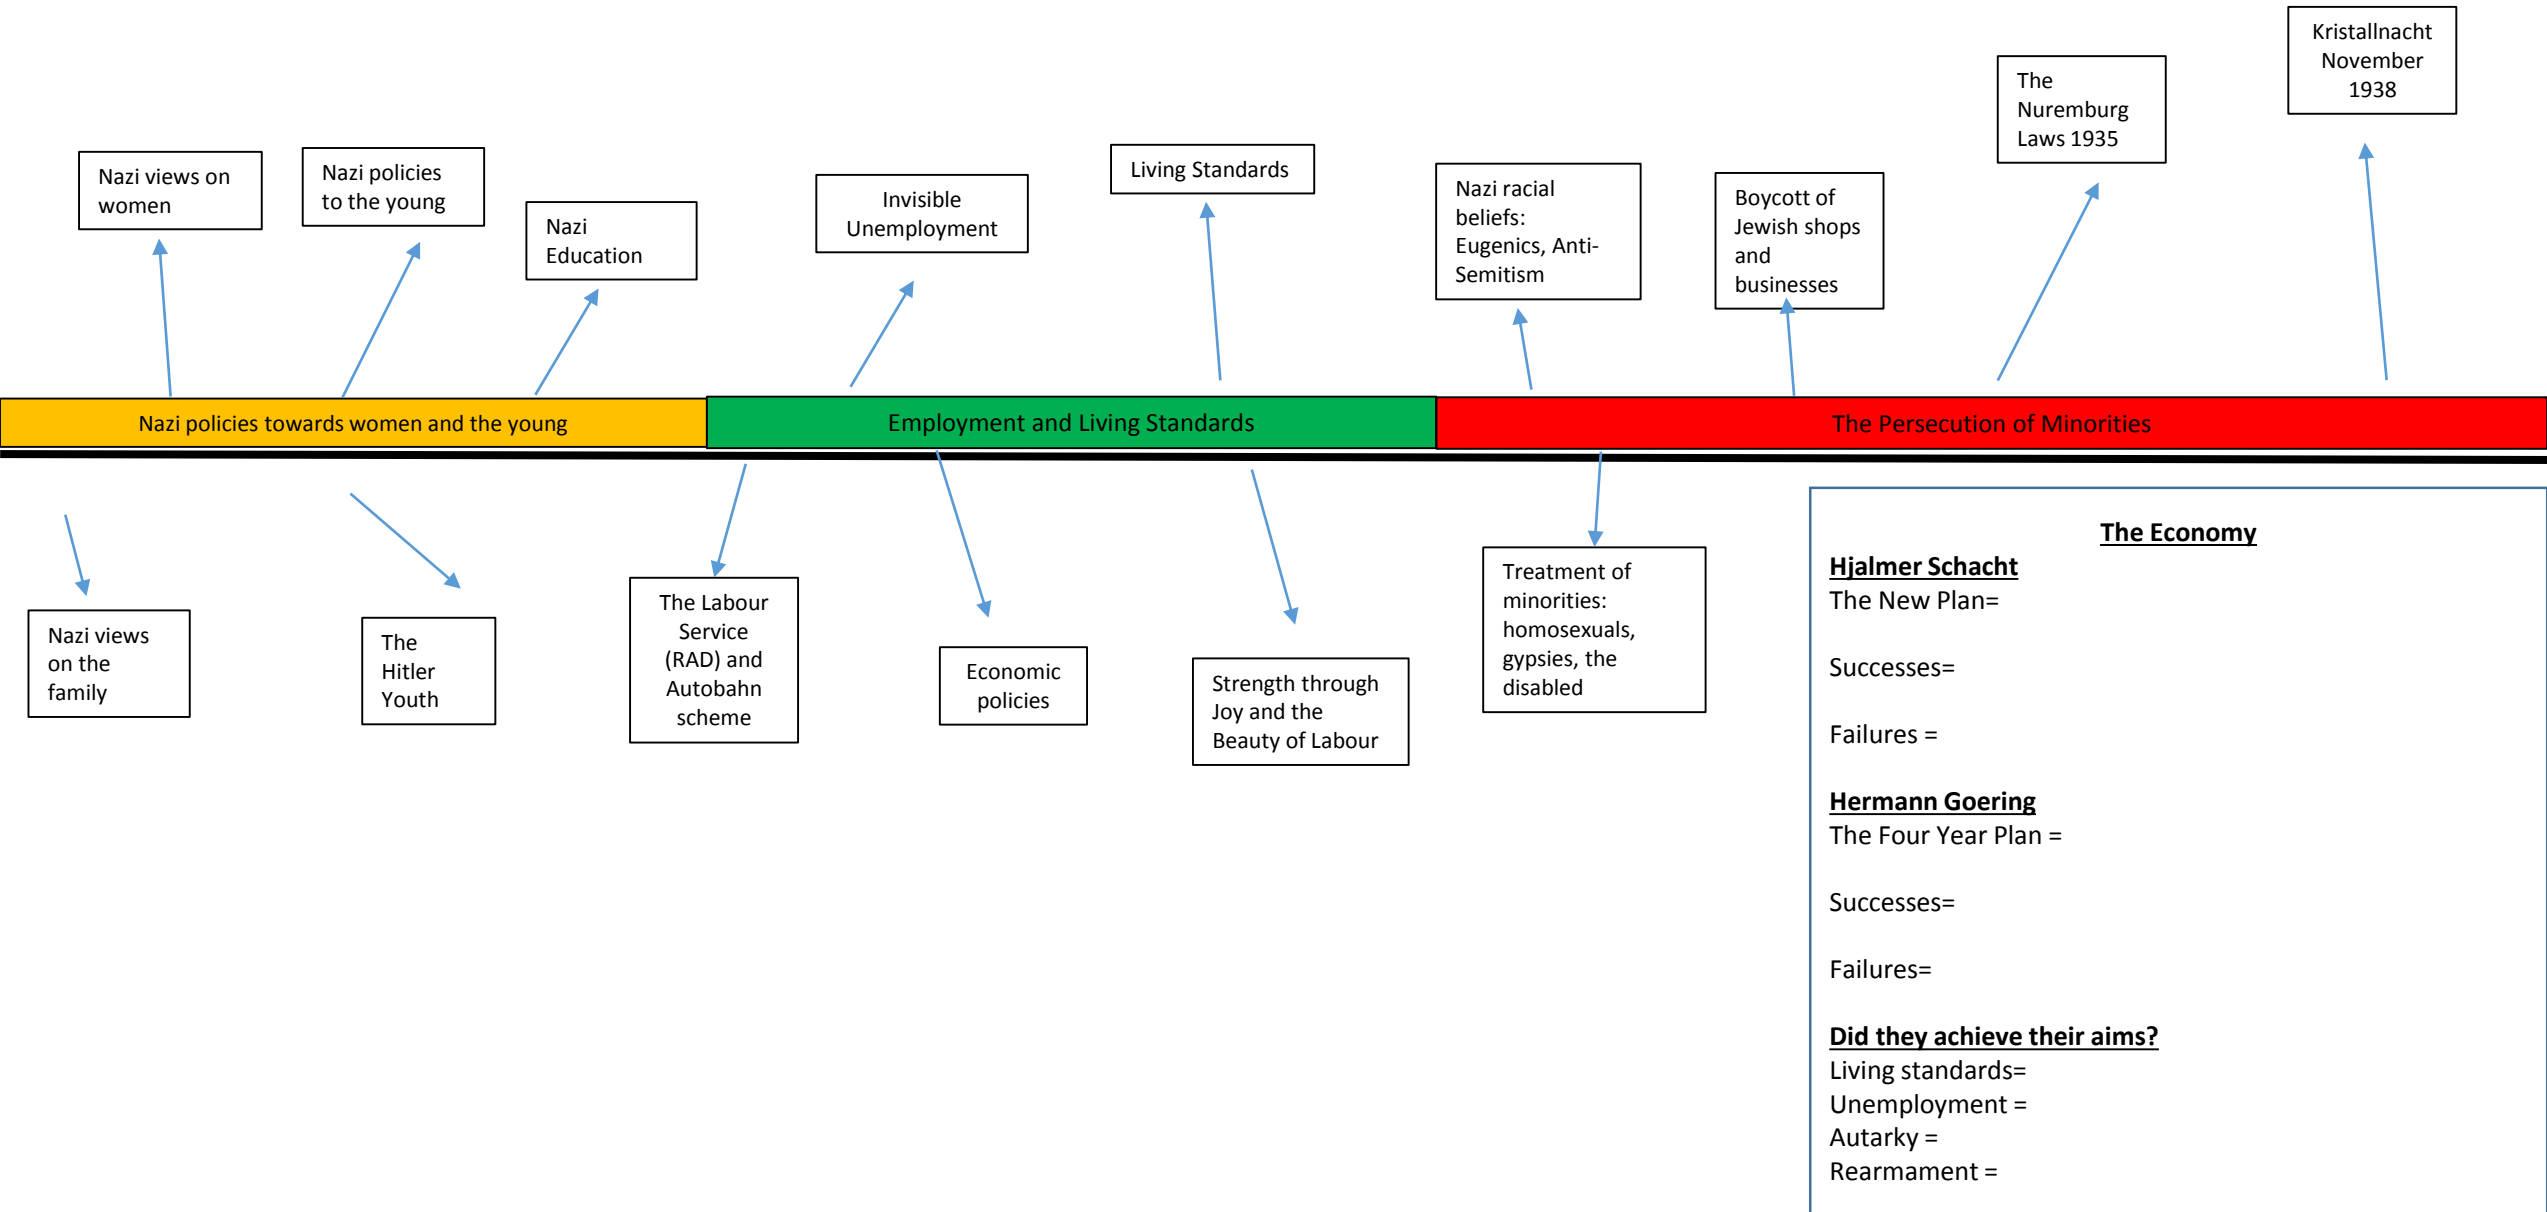 Kristallnacht
November
1938
The
Nuremburg
Laws 1935
Living Standards
Nazi views on
women
Nazi policies
to the young
Nazi
Education
Invisible
Unemployment
Nazi racial
beliefs:
Eugenics, Anti-
Semitism
Boycott of
Jewish shops
and
businesses
Nazi policies towards women and the young
Employment and Living Standards
The Persecution of Minorities
Nazi views
on the
family
The
Hitler
Youth
The Labour
Service
(RAD) and
Autobahn
scheme
Economic
policies
Strength through
Joy and the
Beauty of Labour
Treatment of
minorities:
homosexuals,
gypsies, the
disabled
The Economy
Hjalmer Schacht
The New Plan=
Successes=
Failures =
Hermann Goering
The Four Year Plan =
Successes=
Failures=
Did they achieve their aims?
Living standards=
Unemployment =
Autarky =
Rearmament =